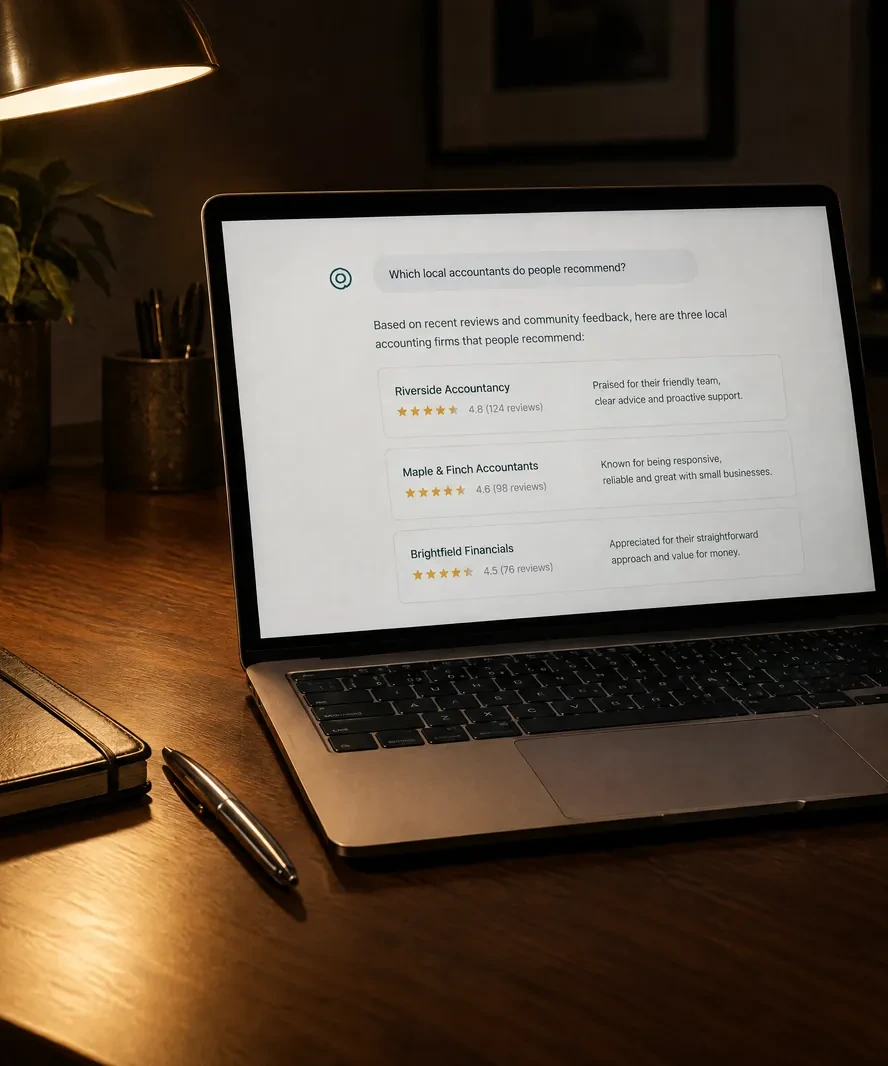 Which local accountants do people recommend?
Based on recent reviews and community feedback, here are three local
accounting firms that people recommend:
Riverside Accountancy
4.8 (124 reviews)
Praised for their friendly team,
clear advice and proactive support.
Maple & Finch Accountants
4.6 (98 reviews)
Known for being responsive,
reliable and great with small businesses.
Brightfield Financials
4.5 (76 reviews)
Appreciated for their straightforward
approach and value for money.